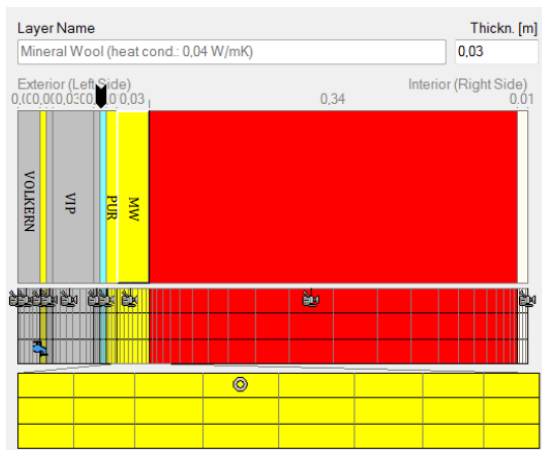 Layer Name Thickn. [m]
Mineral Wool (heat cond.: 0,04 W/mK) 0,03
Exterior (Left Side) Interior (Right Side)
0,03 0,34 0.01
VOLKERN
VIP
PUR
MW